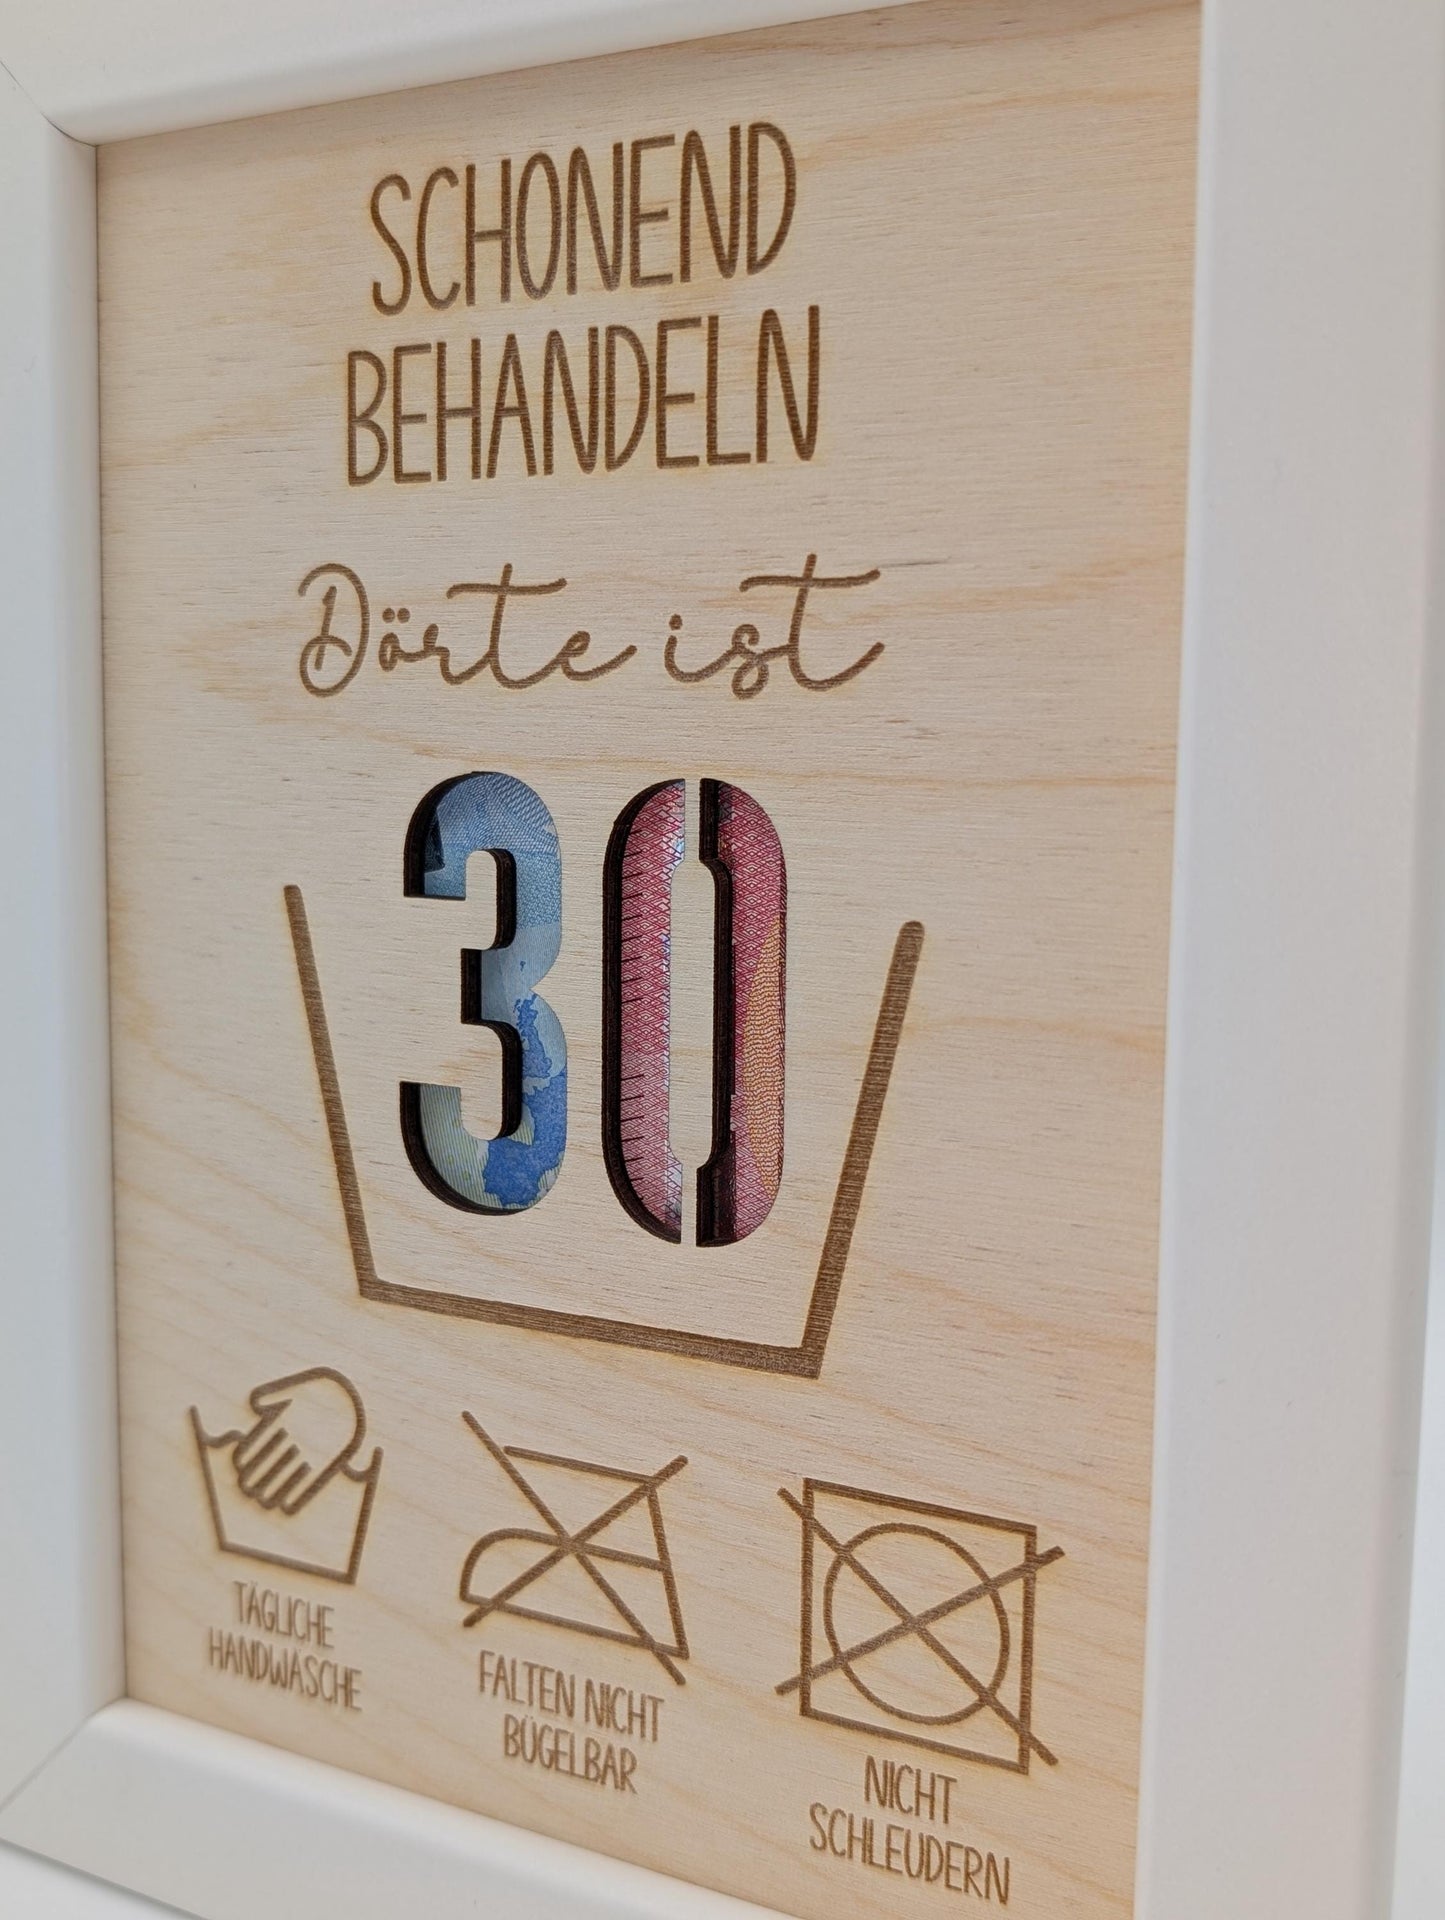 SCHONEND
BEHANDELN
Dörte ist
30
TÄGLICHE
HANDWÄSCHE
FALTEN NICHT
BÜGELBAR
NICHT
SCHLEUDERN